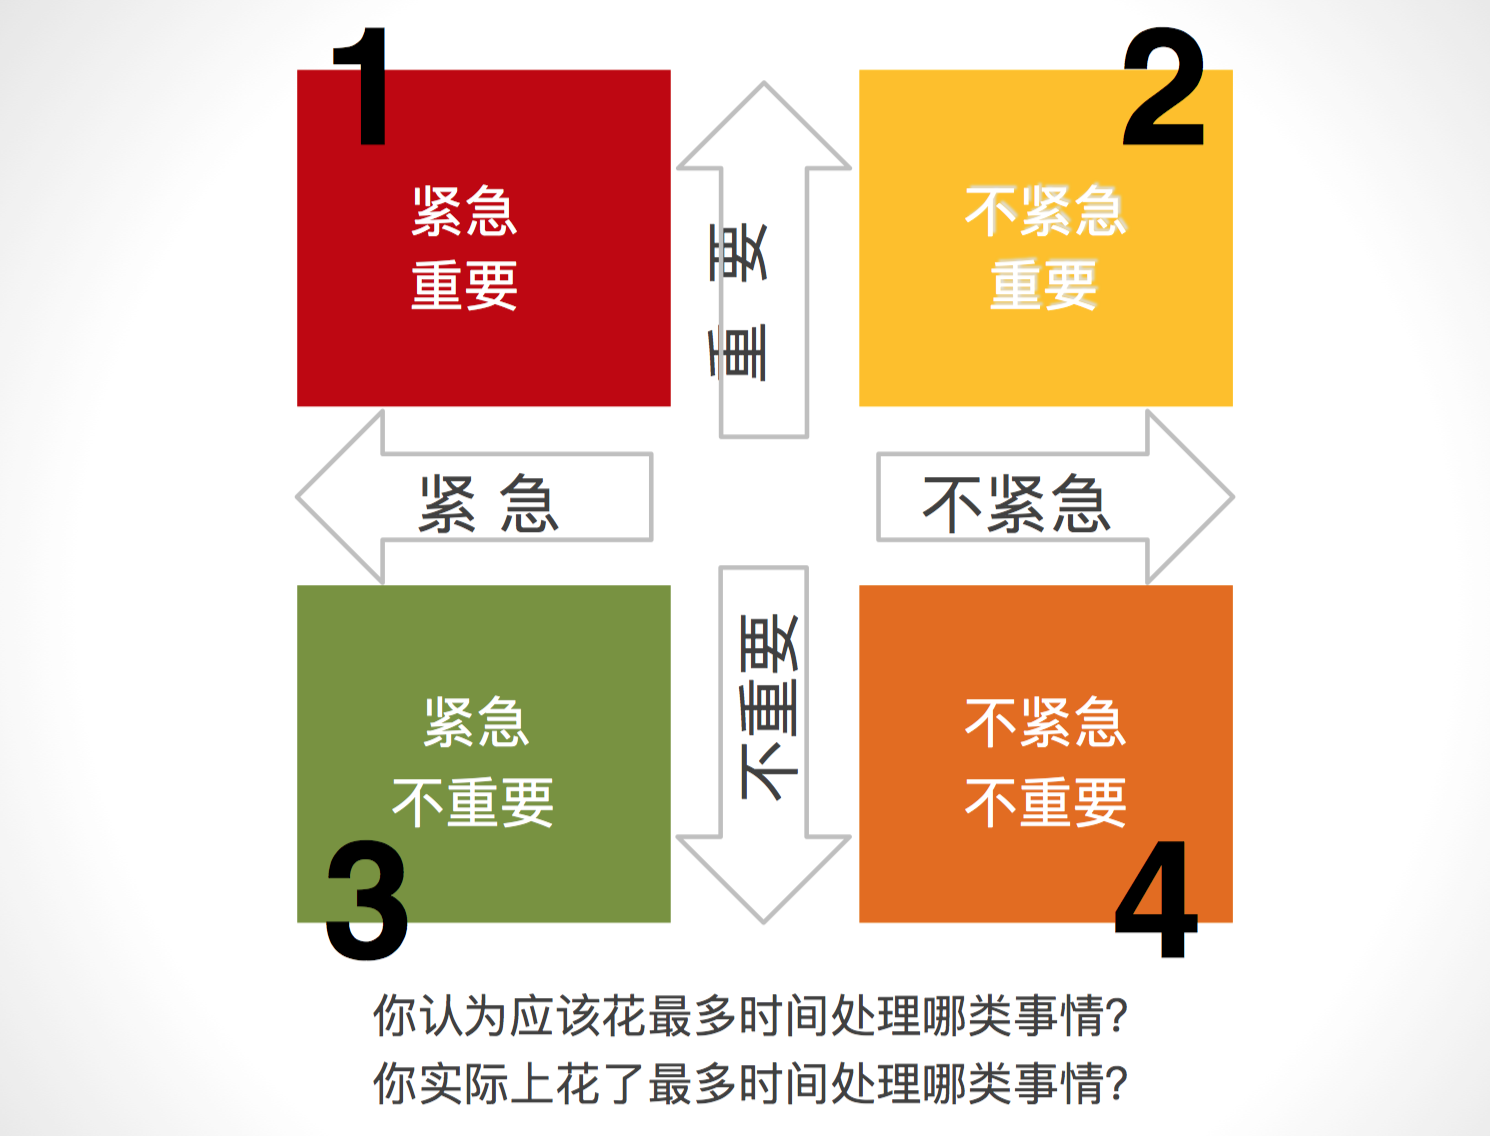 1
紧急
重要
2
不紧急
重要
重 要
紧 急
不紧急
不重要
紧急
不重要
3
不紧急
不重要
4
你认为应该花最多时间处理哪类事情?
你实际上花了最多时间处理哪类事情?